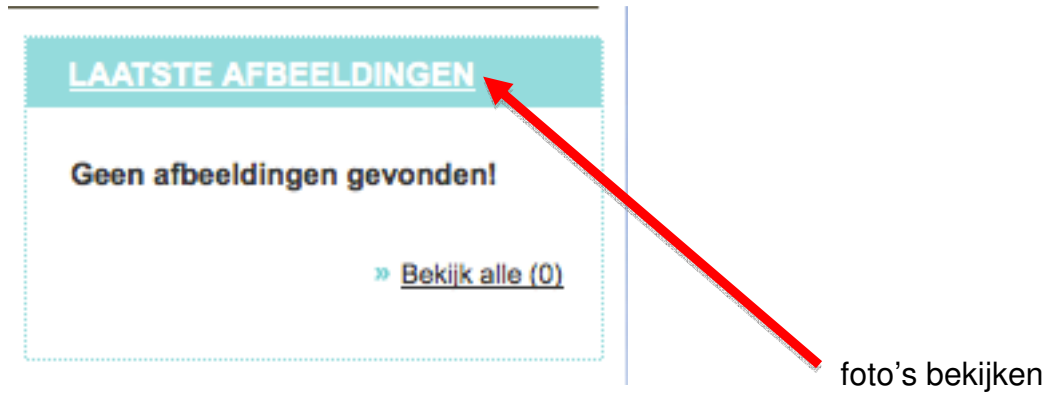 LAATSTE AFBEELDINGEN
Geen afbeeldingen gevonden!
» Bekijk alle (0)
foto’s bekijken